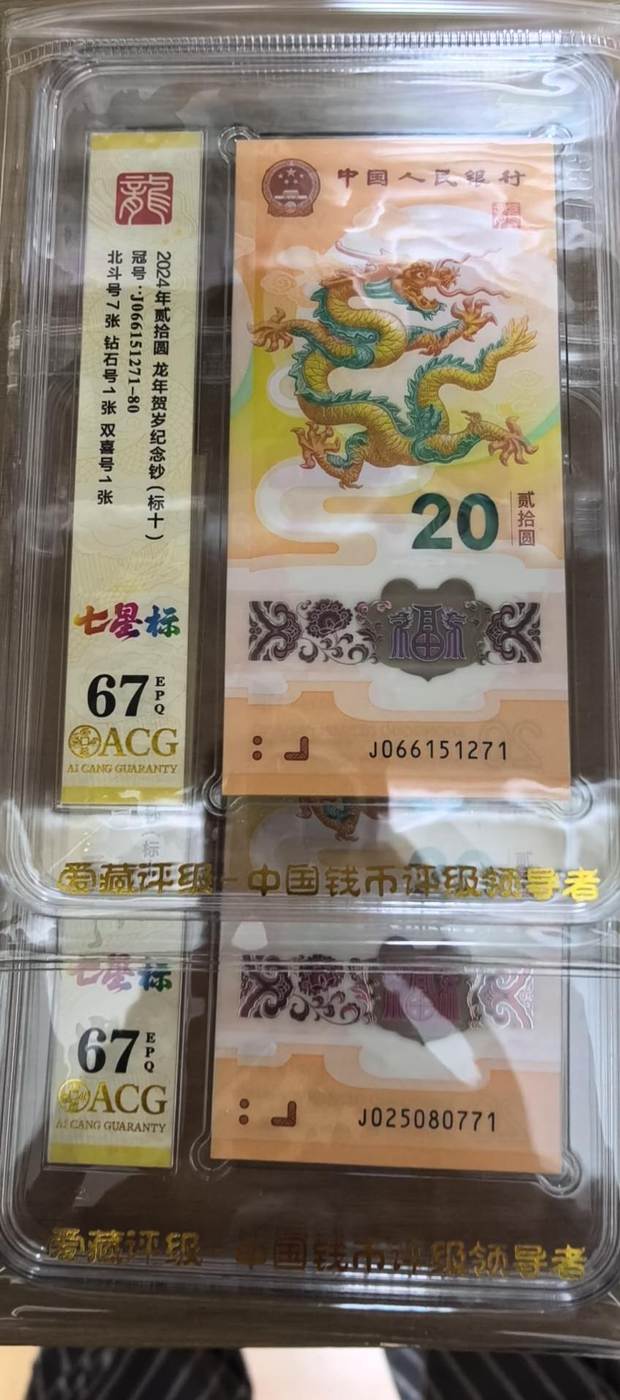 龍
2024年贰拾圆 龙年贺岁纪念钞(标十)
冠号:J066151271-80
北斗号7张 钻石号1张 双喜号1张
七星标
67 EPQ
ACG
AI CANG GUARANTY
中国人民银行
20
贰拾圆
福
J066151271
爱藏评级-中国钱币评级领导者
七星标
67 EPQ
ACG
AI CANG GUARANTY
J025080771
爱藏评级-中国钱币评级领导者